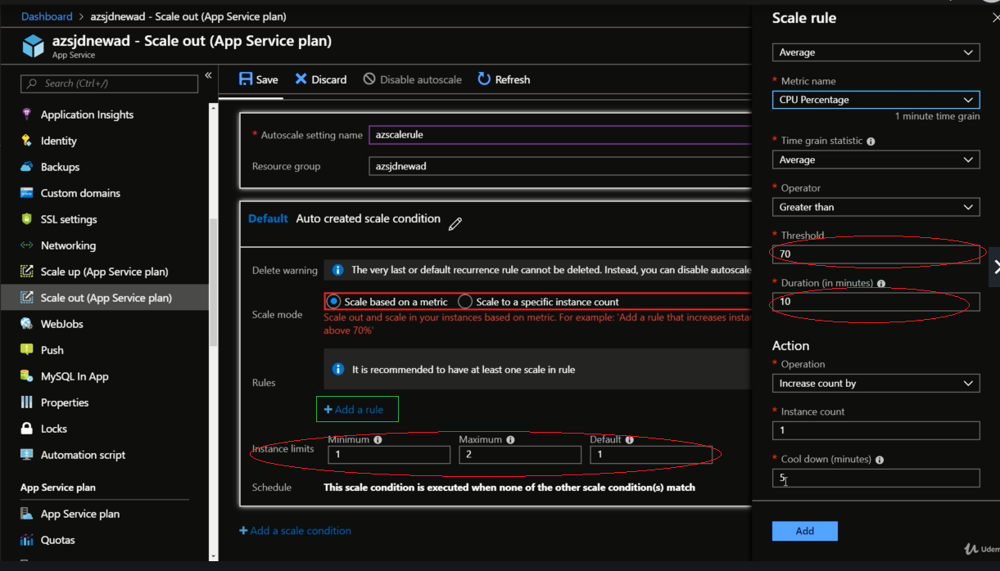 Dashboard > azsjdnewad - Scale out (App Service plan)
azsjdnewad - Scale out (App Service plan)
App Service
Search (Ctrl+/)
«
Application Insights
Identity
Backups
Custom domains
SSL settings
Networking
Scale up (App Service plan)
Scale out (App Service plan)
WebJobs
Push
MySQL In App
Properties
Locks
Automation script
App Service plan
App Service plan
Quotas
Save
Discard
Disable autoscale
Refresh
* Autoscale setting name
azscalerule
Resource group
azsjdnewad
Default Auto created scale condition
Delete warning
The very last or default recurrence rule cannot be deleted. Instead, you can disable autoscale
Scale mode
Scale based on a metric
Scale to a specific instance count
Scale out and scale in your instances based on metric. For example: 'Add a rule that increases insta
above 70%'
Rules
It is recommended to have at least one scale in rule
+ Add a rule
Instance limits
Minimum
1
Maximum
2
Default
1
Schedule
This scale condition is executed when none of the other scale condition(s) match
+ Add a scale condition
Scale rule
Average
* Metric name
CPU Percentage
1 minute time grain
* Time grain statistic
Average
* Operator
Greater than
* Threshold
70
* Duration (in minutes)
10
Action
* Operation
Increase count by
* Instance count
1
* Cool down (minutes)
5
Add
Udem